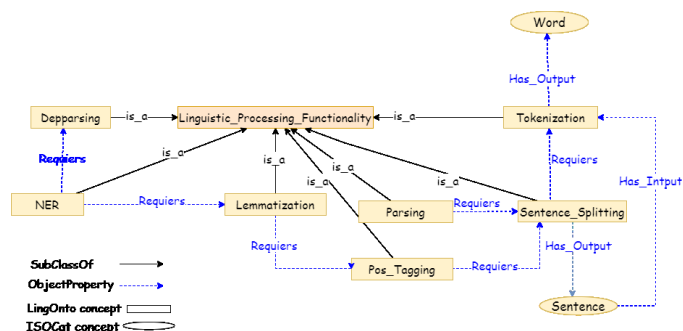 Word
Has_Output
Depparsing
is_a
Linguistic_Processing_Functionality
is_a
Tokenization
Requiers
is_a
is_a
is_a
is_a
is_a
Requiers
Has_Intput
NER
Requiers
Lemmatization
Parsing
Requiers
Sentence_Splitting
Requiers
Has_Output
Pos_Tagging
Requiers
SubClassOf
ObjectProperty
Sentence
LingOnto concept
ISOCat concept